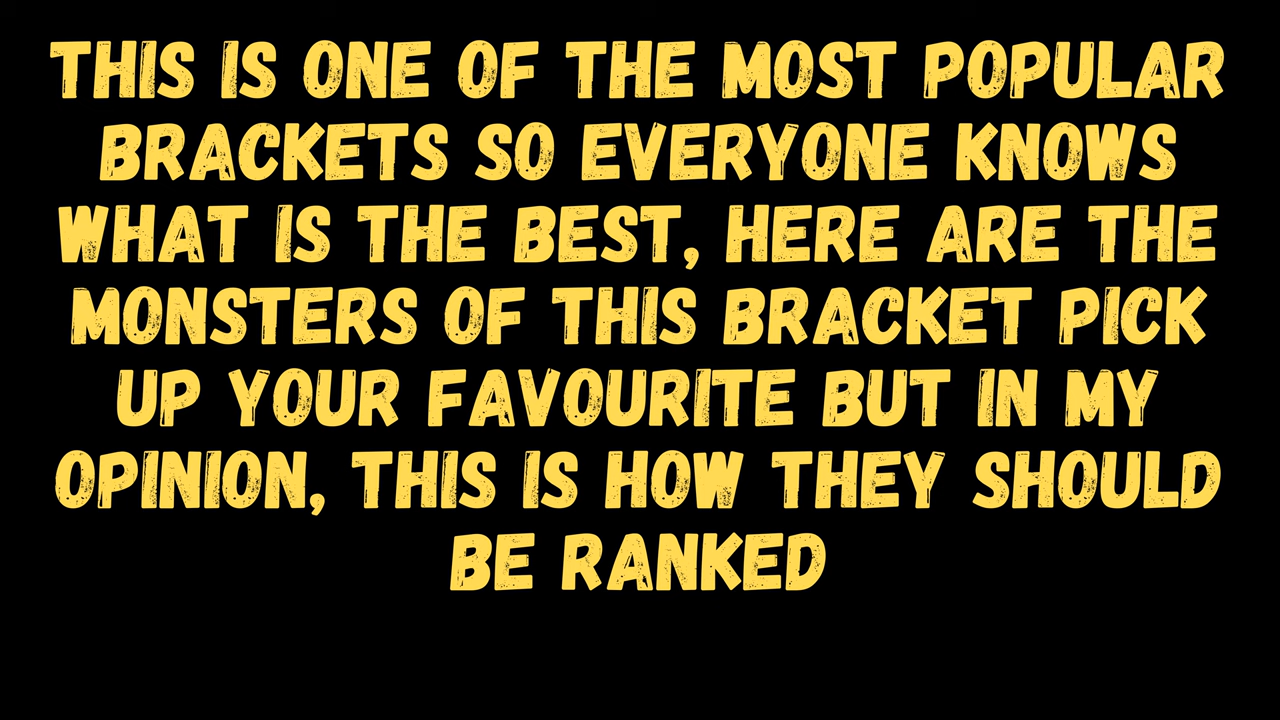 THIS IS ONE OF THE MOST POPULAR
BRACKETS SO EVERYONE KNOWS
WHAT IS THE BEST, HERE ARE THE
MONSTERS OF THIS BRACKET PICK
UP YOUR FAVOURITE BUT IN MY
OPINION, THIS IS HOW THEY SHOULD
BE RANKED